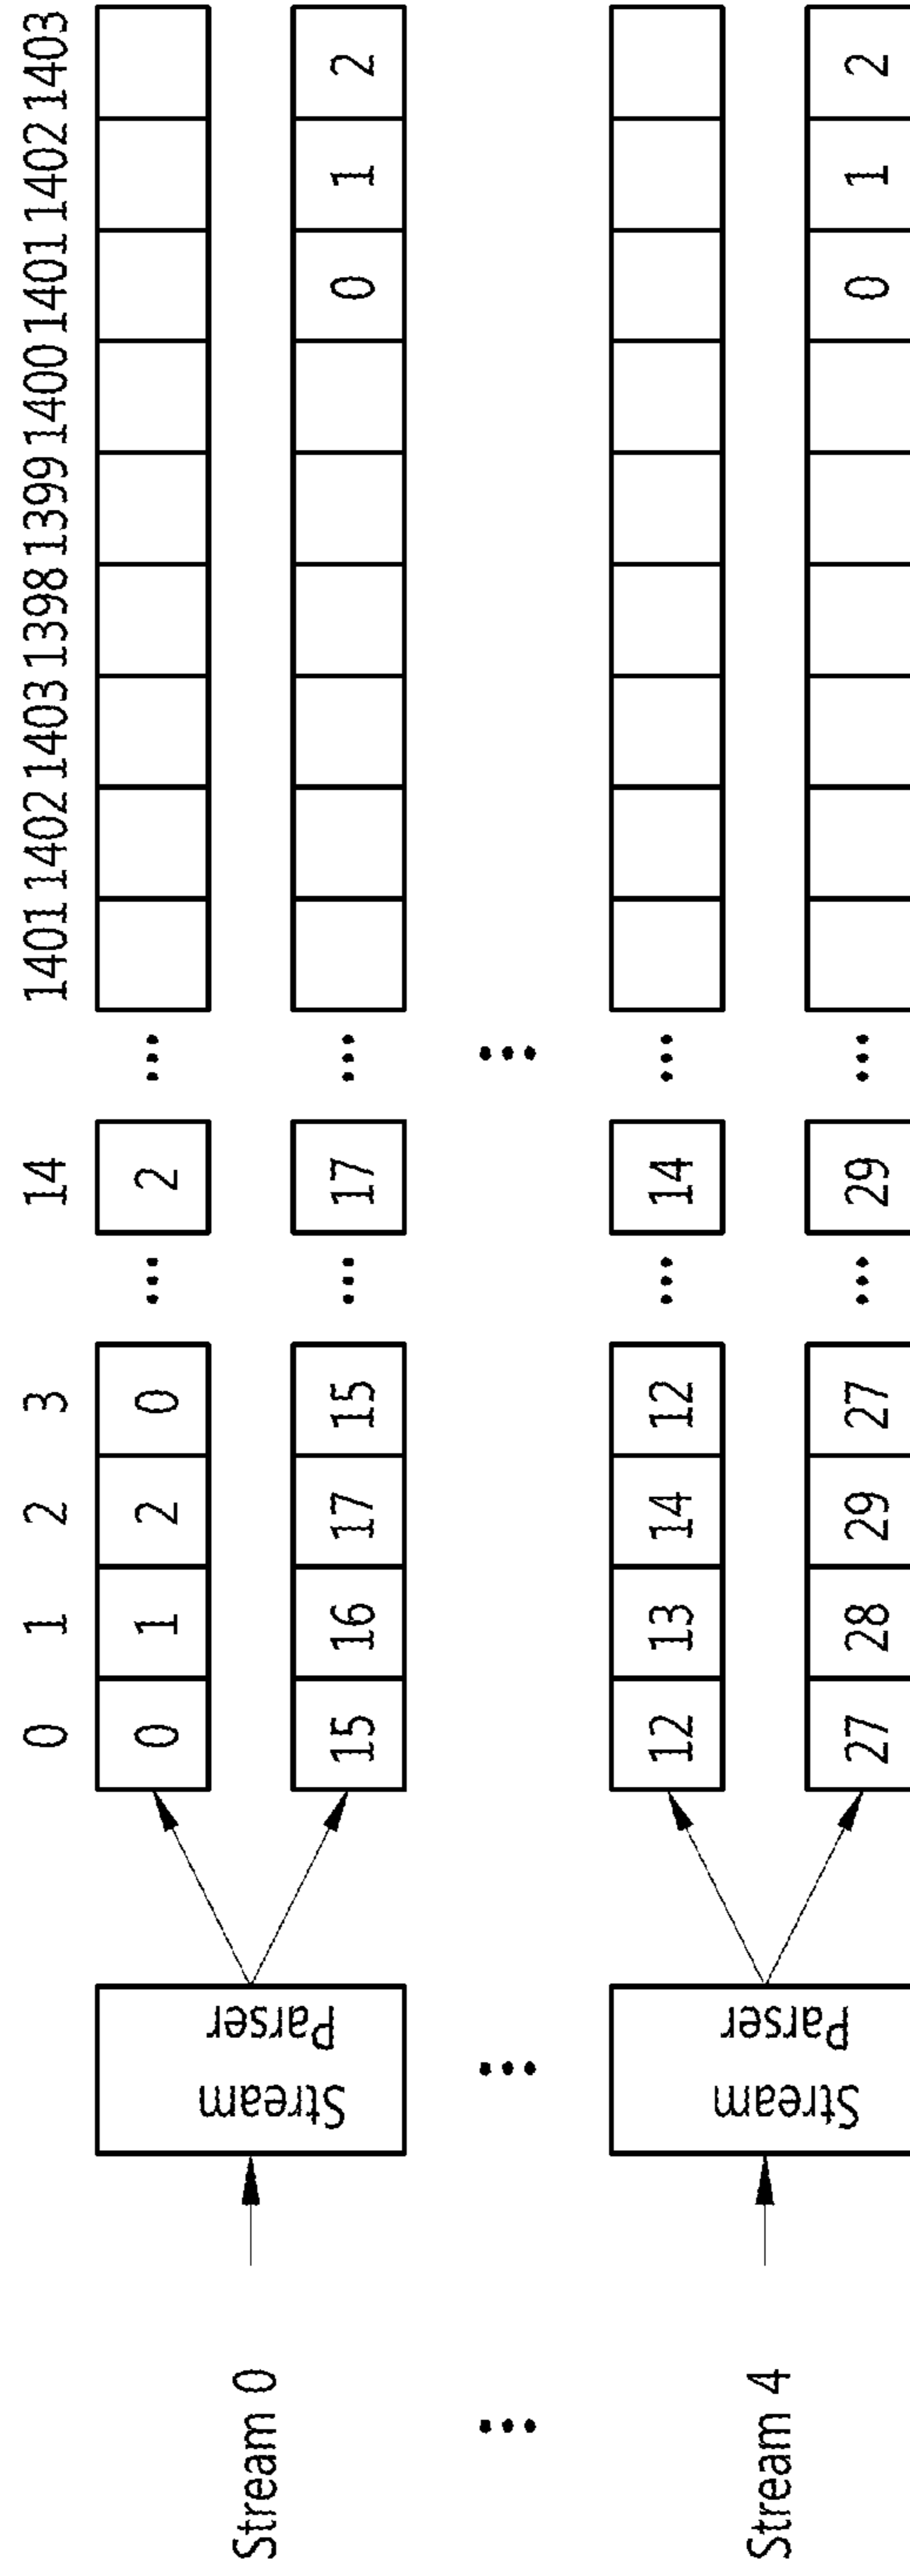 0 1 2 3 ... 14 ... 1401 1402 1403 1398 1399 1400 1401 1402 1403
0 1 2 0 ... 2 ...
Stream 0
Stream
Parser
15 16 17 15 ... 17 ... 0 1 2
... ... ...
12 13 14 12 ... 14 ...
Stream 4
Stream
Parser
27 28 29 27 ... 29 ... 0 1 2